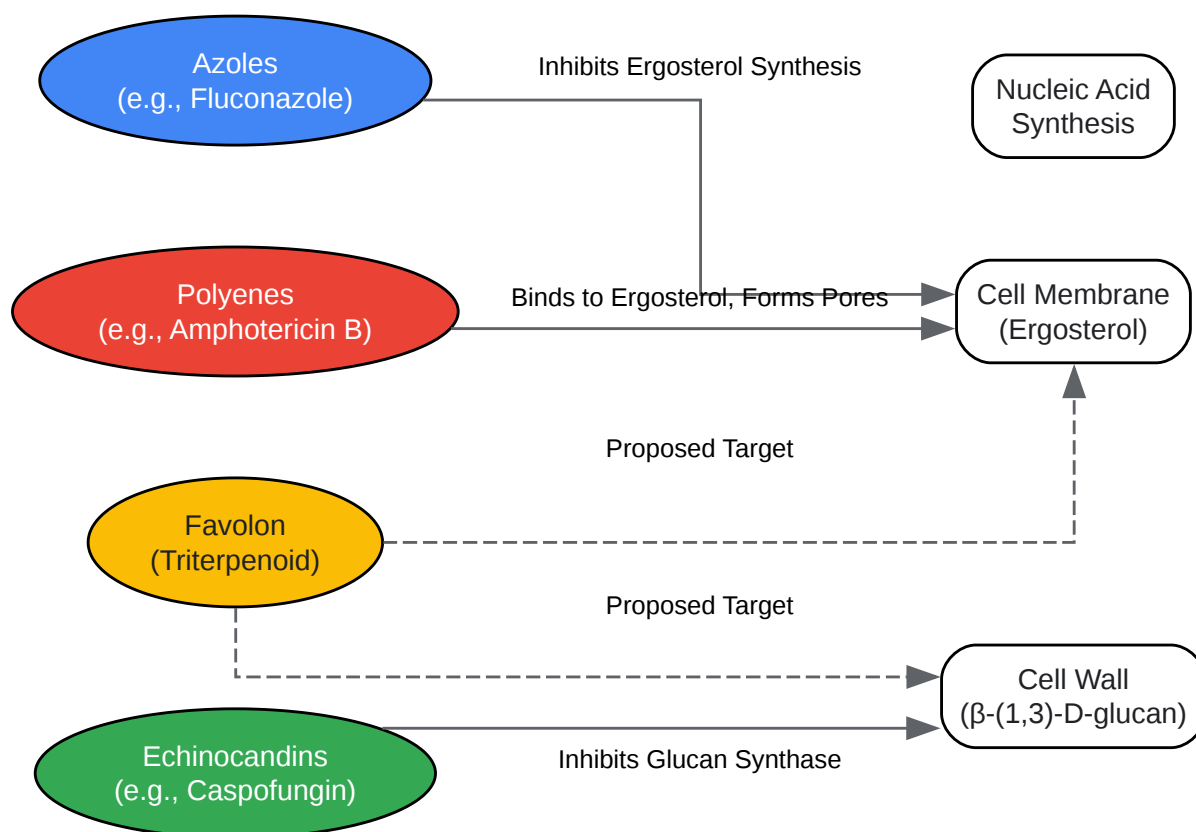 Azoles
(e.g., Fluconazole)
Inhibits Ergosterol Synthesis
Nucleic Acid
Synthesis
Polyenes
(e.g., Amphotericin B)
Binds to Ergosterol, Forms Pores
Cell Membrane
(Ergosterol)
Proposed Target
Favolon
(Triterpenoid)
Proposed Target
Cell Wall
(β-(1,3)-D-glucan)
Echinocandins
(e.g., Caspofungin)
Inhibits Glucan Synthase